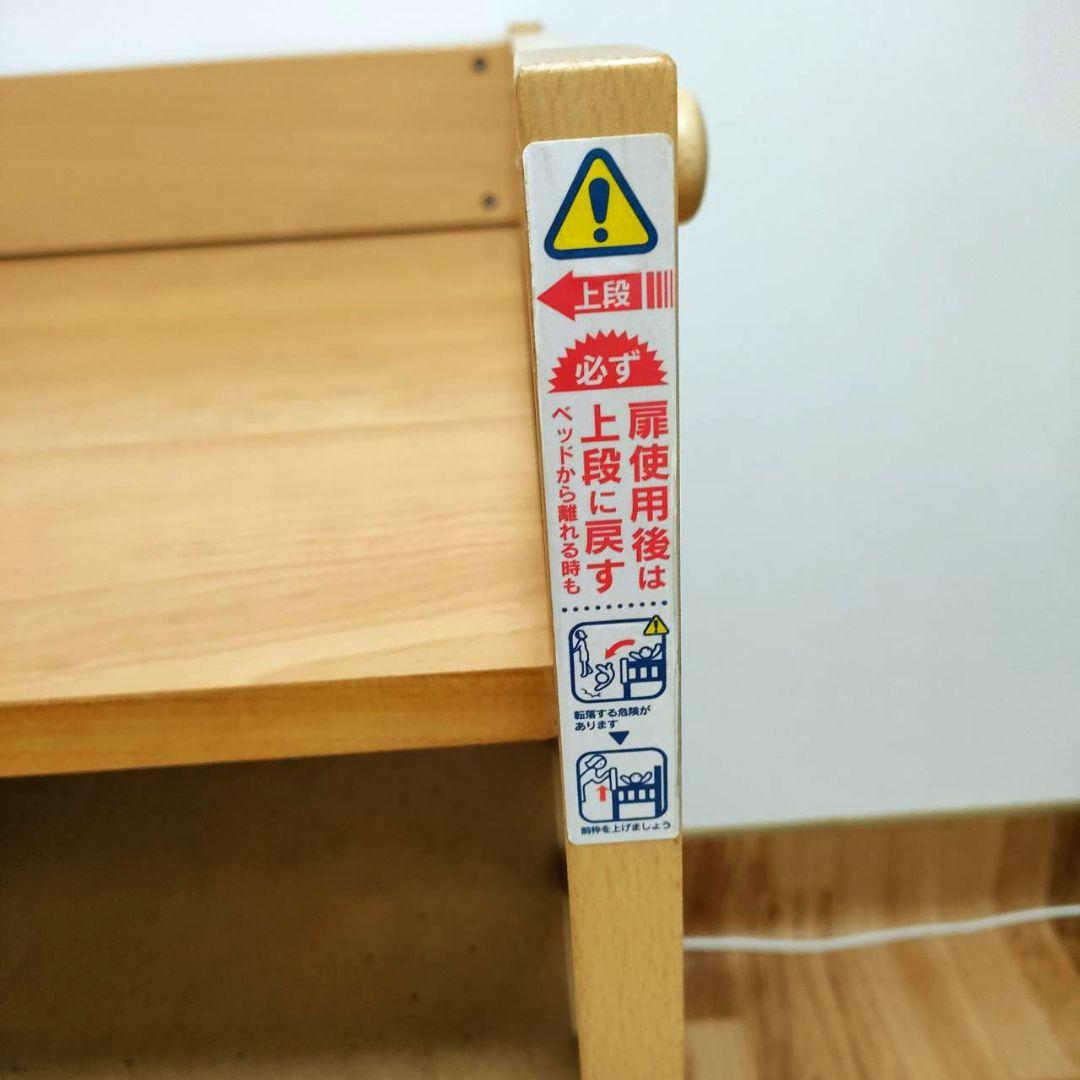 上段
必ず
扉使用後は
上段に戻す
ベッドから離れる時も
転落する危険が
あります
前枠を上げましょう